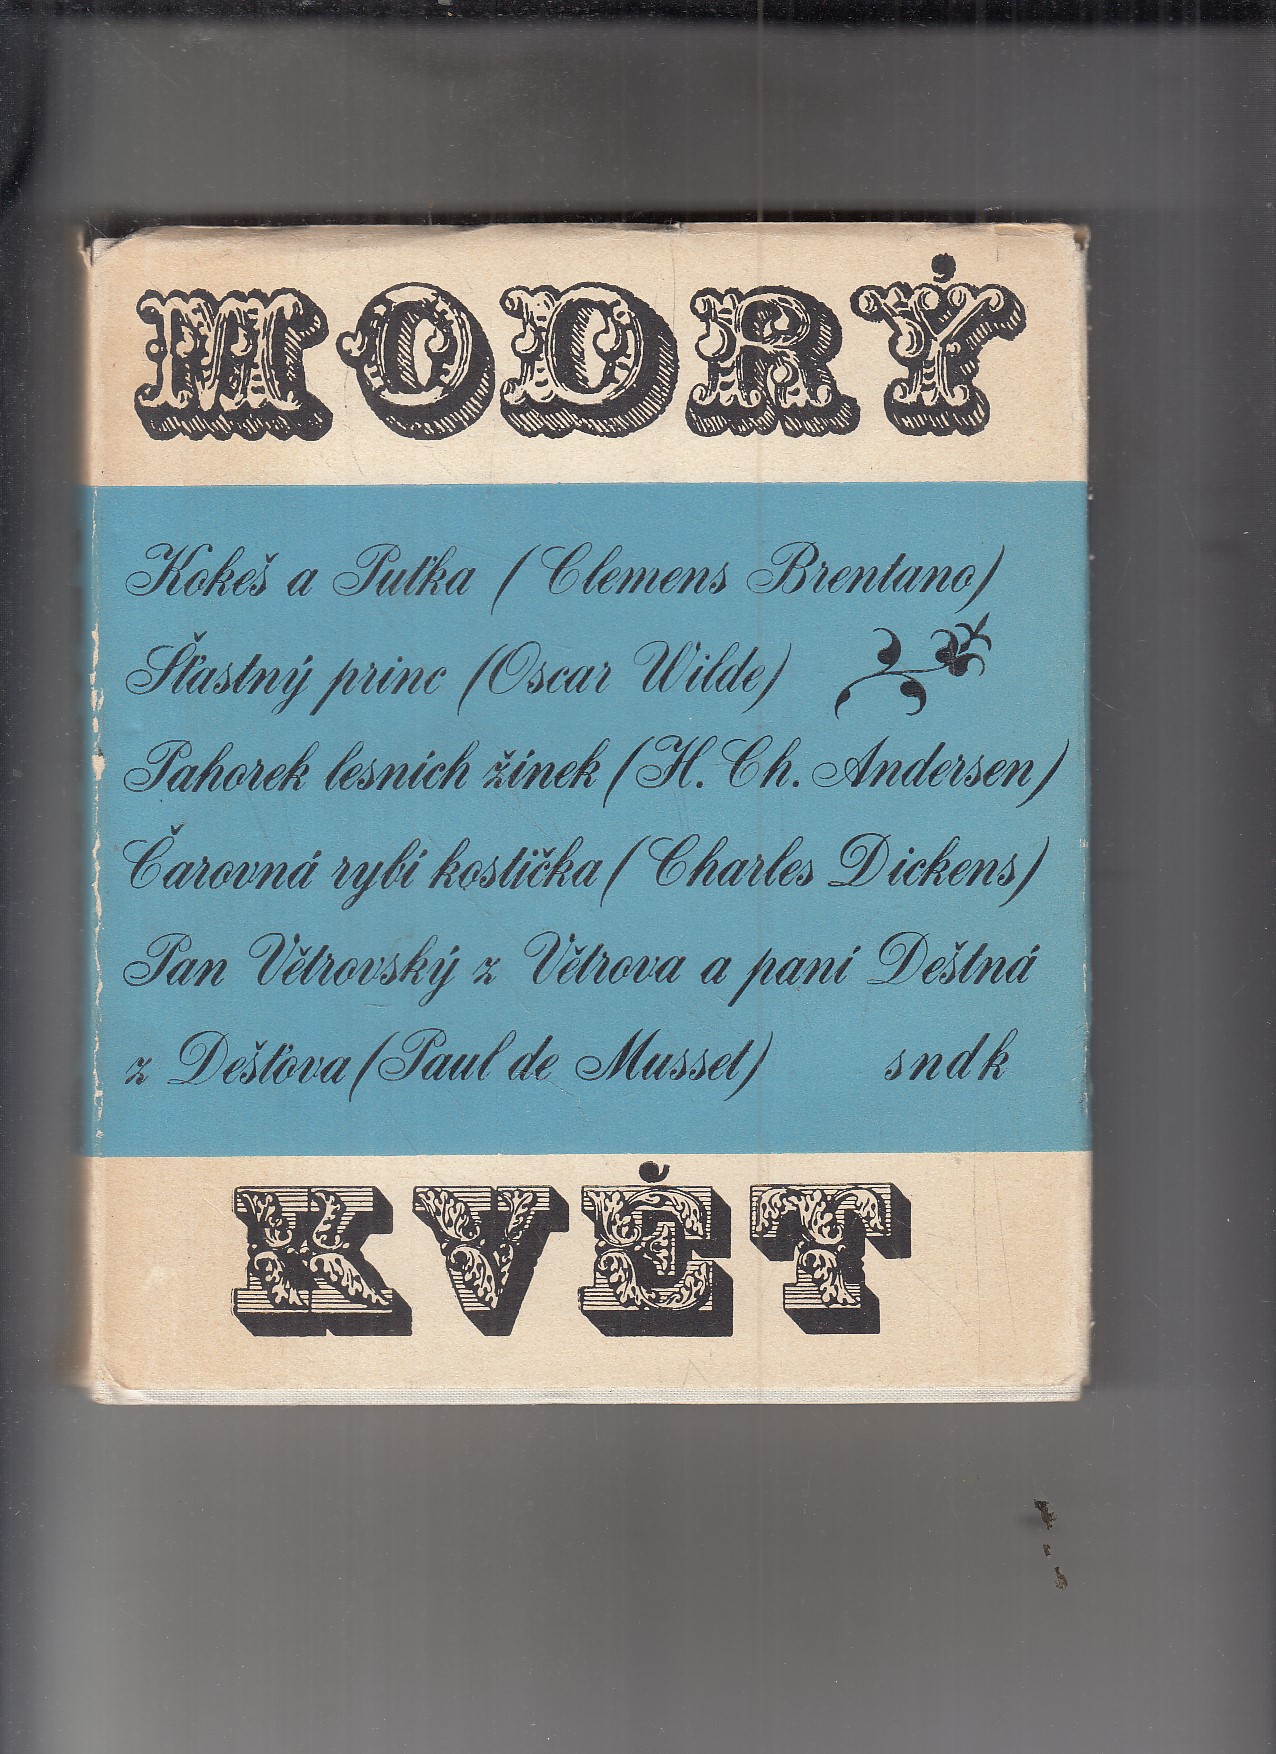 MODRÝ
Kokeš a Puťka (Clemens Brentano)
Šťastný princ (Oscar Wilde)
Pahorek lesních žínek (H. Ch. Andersen)
Čarovná rybí kostička (Charles Dickens)
Pan Větrovský z Větrova a paní Deštná
z Dešťova (Paul de Musset) sndk
KVĚT